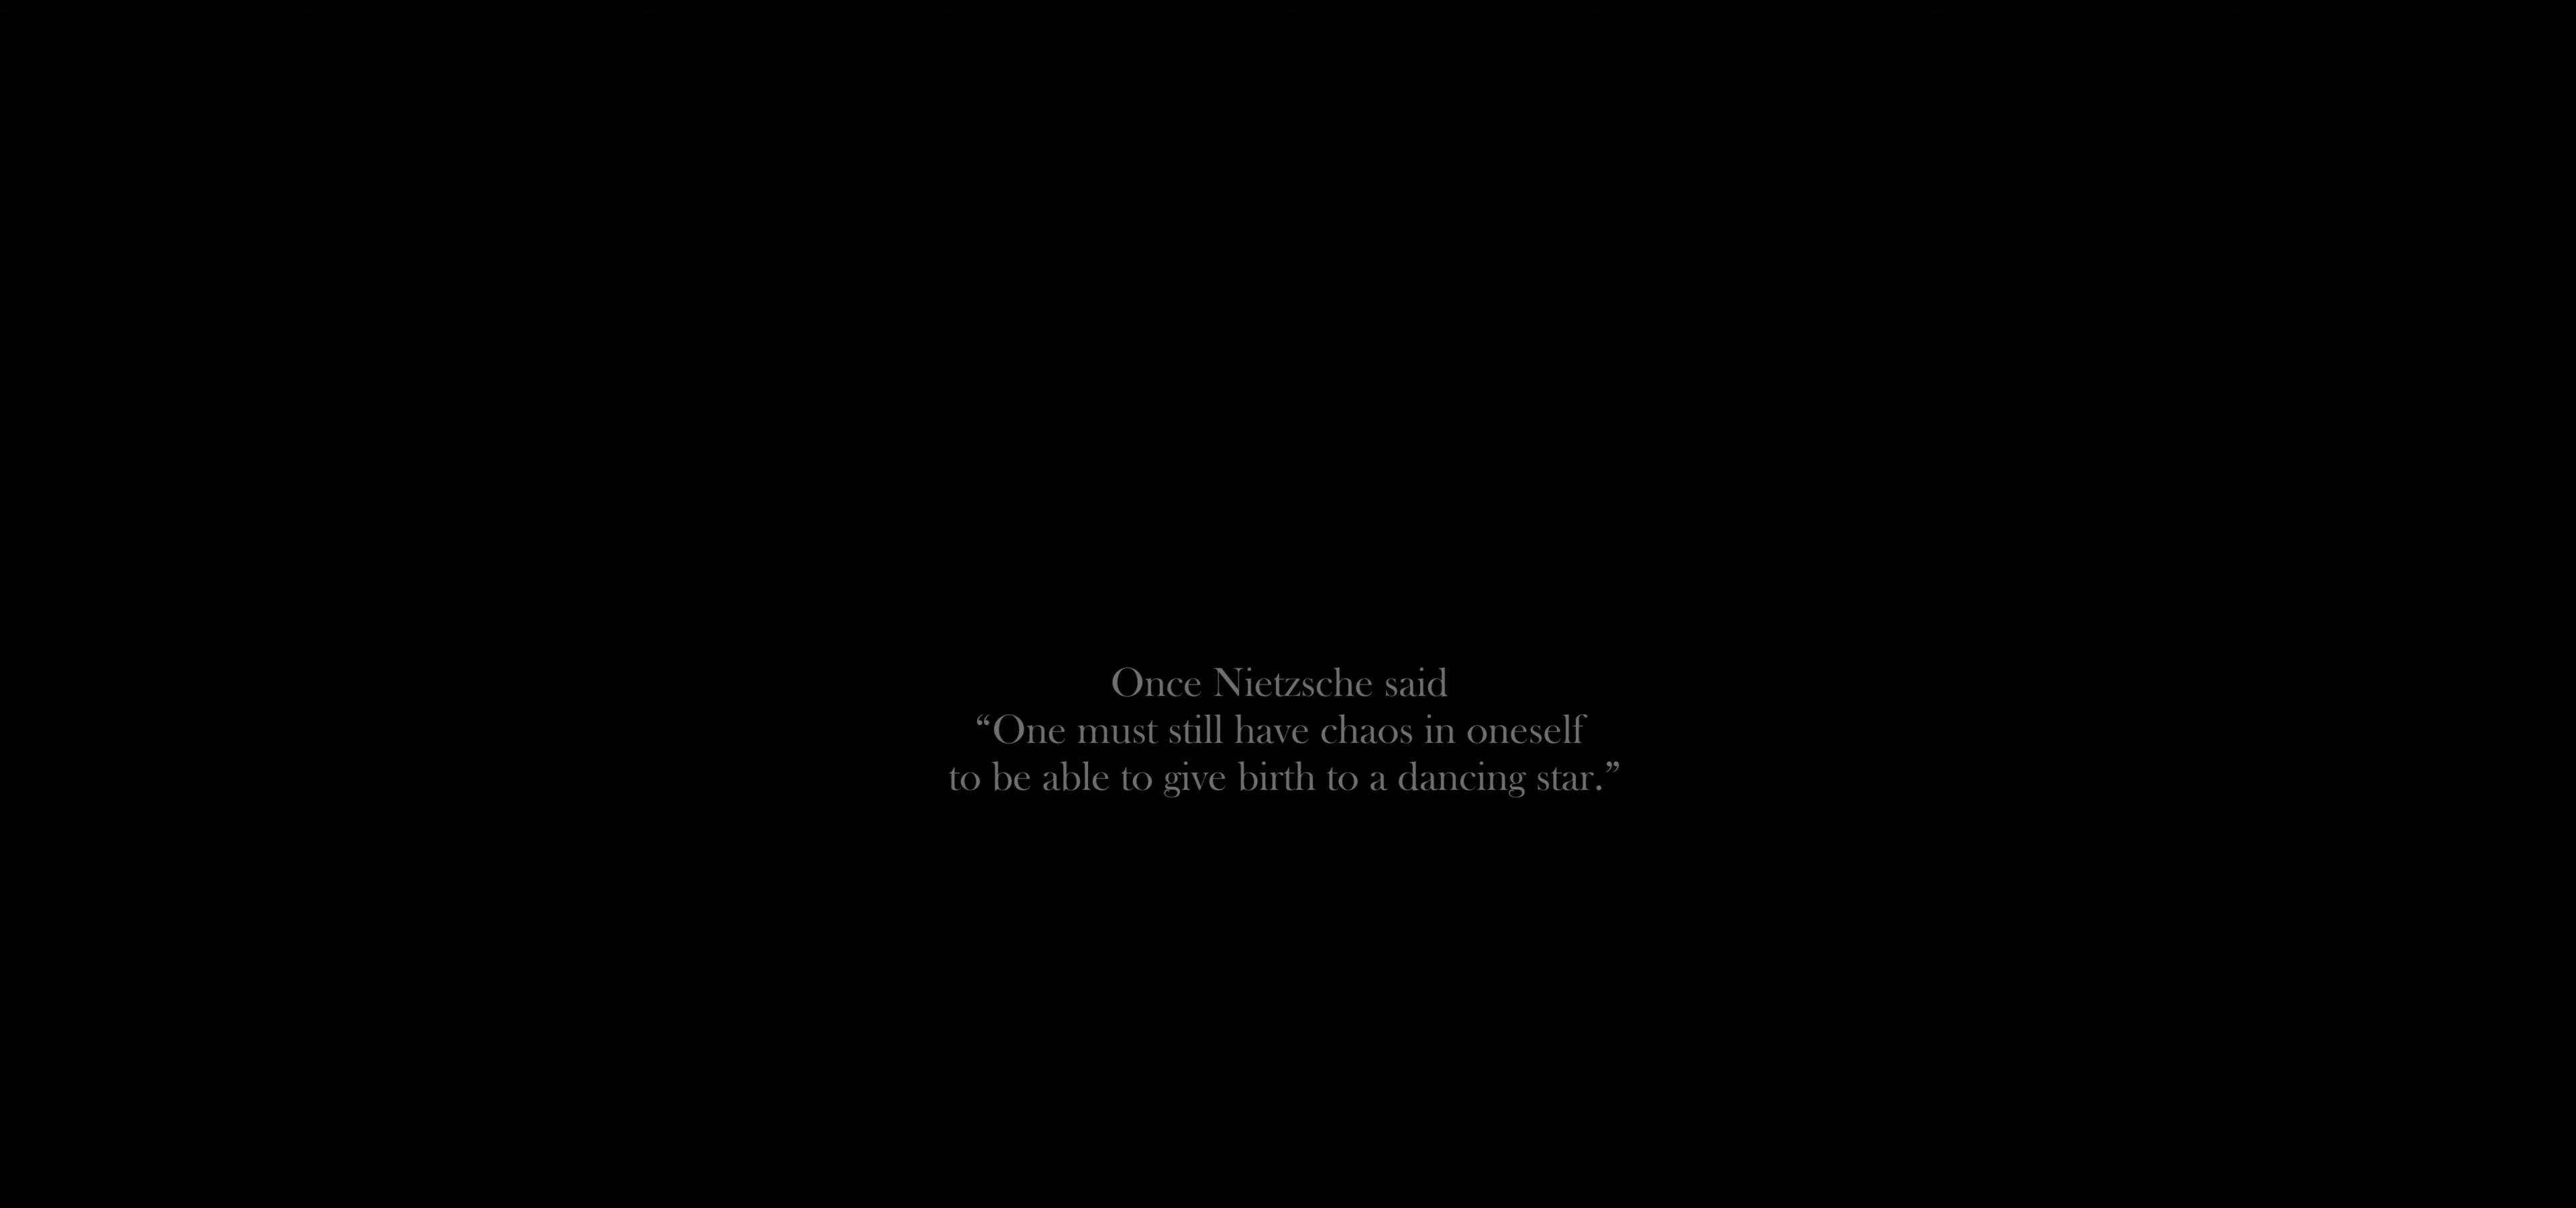 Once Nietzsche said
“One must still have chaos in oneself
to be able to give birth to a dancing star.”